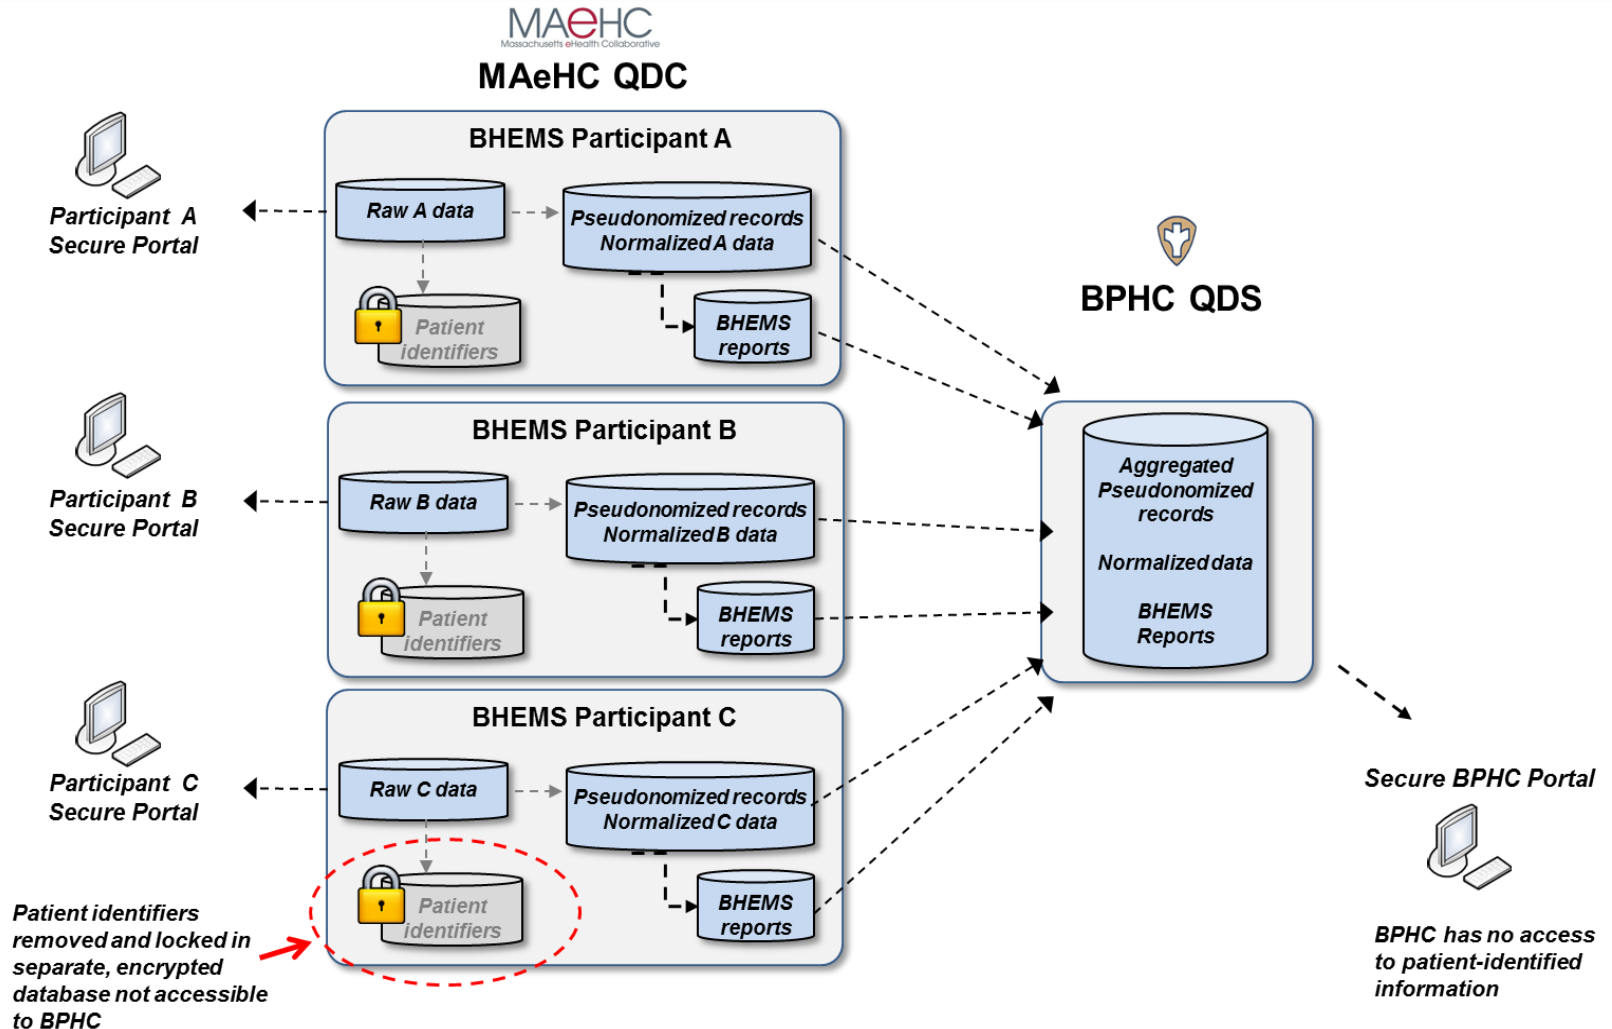 MAeHC
Massachusetts eHealth Collaborative
MAeHC QDC
BHEMS Participant A
Raw A data
Pseudonomized records
Normalized A data
Patient
identifiers
BHEMS
reports
Participant A
Secure Portal
BHEMS Participant B
Raw B data
Pseudonomized records
Normalized B data
Patient
identifiers
BHEMS
reports
Participant B
Secure Portal
BHEMS Participant C
Raw C data
Pseudonomized records
Normalized C data
Patient
identifiers
BHEMS
reports
Participant C
Secure Portal
Patient identifiers
removed and locked in
separate, encrypted
database not accessible
to BPHC
BPHC QDS
Aggregated
Pseudonomized
records
Normalized data
BHEMS
Reports
Secure BPHC Portal
BPHC has no access
to patient-identified
information